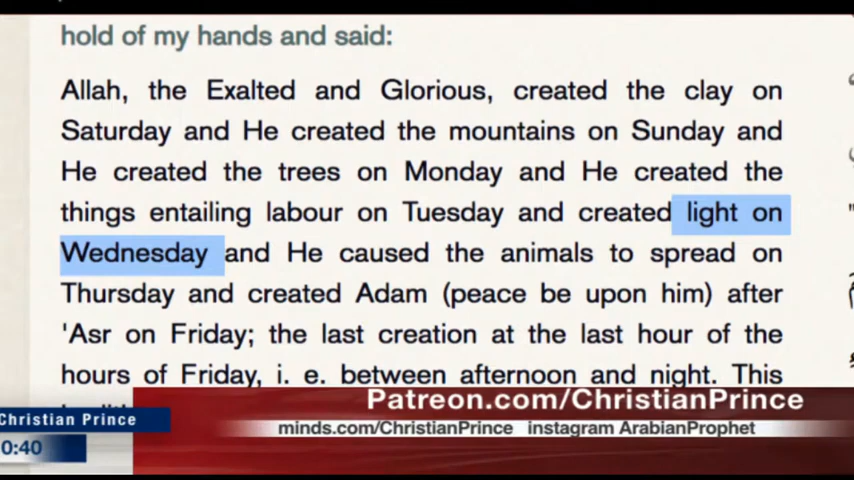 hold of my hands and said:
Allah, the Exalted and Glorious, created the clay on
Saturday and He created the mountains on Sunday and
He created the trees on Monday and He created the
things entailing labour on Tuesday and created light on
Wednesday and He caused the animals to spread on
Thursday and created Adam (peace be upon him) after
'Asr on Friday; the last creation at the last hour of the
hours of Friday, i. e. between afternoon and night. This
Patreon.com/ChristianPrince
Christian Prince
minds.com/ChristianPrince instagram ArabianProphet
0:40